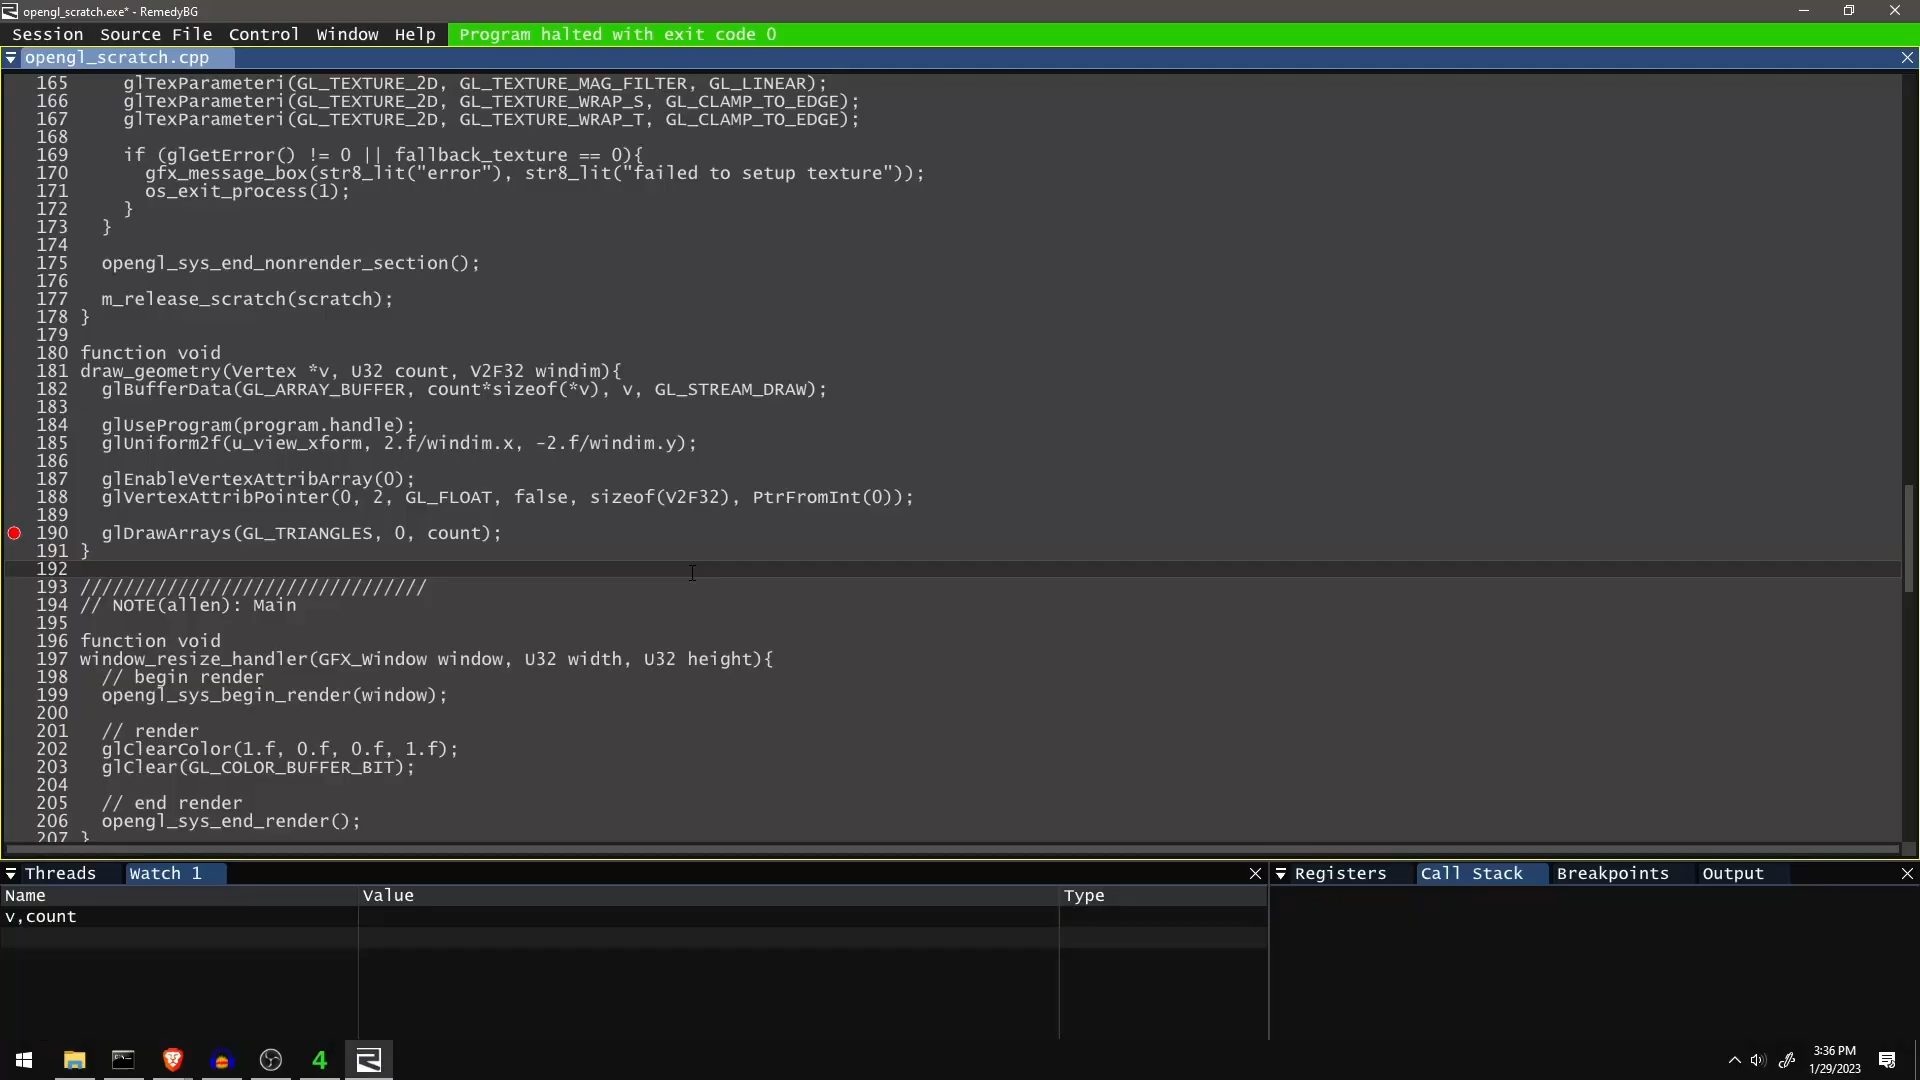 opengl_scratch.exe* - RemedyBG
Session Source File Control Window Help Program halted with exit code 0
opengl_scratch.cpp
165 glTexParameteri(GL_TEXTURE_2D, GL_TEXTURE_MAG_FILTER, GL_LINEAR);
166 glTexParameteri(GL_TEXTURE_2D, GL_TEXTURE_WRAP_S, GL_CLAMP_TO_EDGE);
167 glTexParameteri(GL_TEXTURE_2D, GL_TEXTURE_WRAP_T, GL_CLAMP_TO_EDGE);
168
169 if (glGetError() != 0 || fallback_texture == 0){
170 gfx_message_box(str8_lit("error"), str8_lit("failed to setup texture"));
171 os_exit_process(1);
172 }
173 }
174
175 opengl_sys_end_nonrender_section();
176
177 m_release_scratch(scratch);
178 }
179
180 function void
181 draw_geometry(Vertex *v, U32 count, V2F32 windim){
182 glBufferData(GL_ARRAY_BUFFER, count*sizeof(*v), v, GL_STREAM_DRAW);
183
184 glUseProgram(program.handle);
185 glUniform2f(u_view_xform, 2.f/windim.x, -2.f/windim.y);
186
187 glEnableVertexAttribArray(0);
188 glVertexAttribPointer(0, 2, GL_FLOAT, false, sizeof(V2F32), PtrFromInt(0));
189
190 glDrawArrays(GL_TRIANGLES, 0, count);
191 }
192
193 ////////////////////////////////
194 // NOTE(allen): Main
195
196 function void
197 window_resize_handler(GFX_Window window, U32 width, U32 height){
198 // begin render
199 opengl_sys_begin_render(window);
200
201 // render
202 glClearColor(1.f, 0.f, 0.f, 1.f);
203 glClear(GL_COLOR_BUFFER_BIT);
204
205 // end render
206 opengl_sys_end_render();
207 }
Threads Watch 1
Name Value Type
v,count
Registers Call Stack Breakpoints Output
4
3:36 PM
1/29/2023